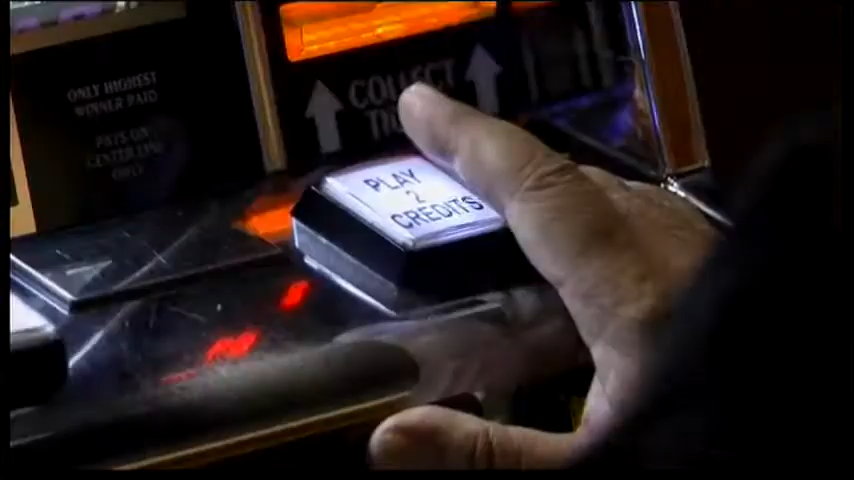 ONLY HIGHEST
WINNER PAID
PAYS ON
CENTER LINE
ONLY
COLLECT
PLAY
2
CREDITS